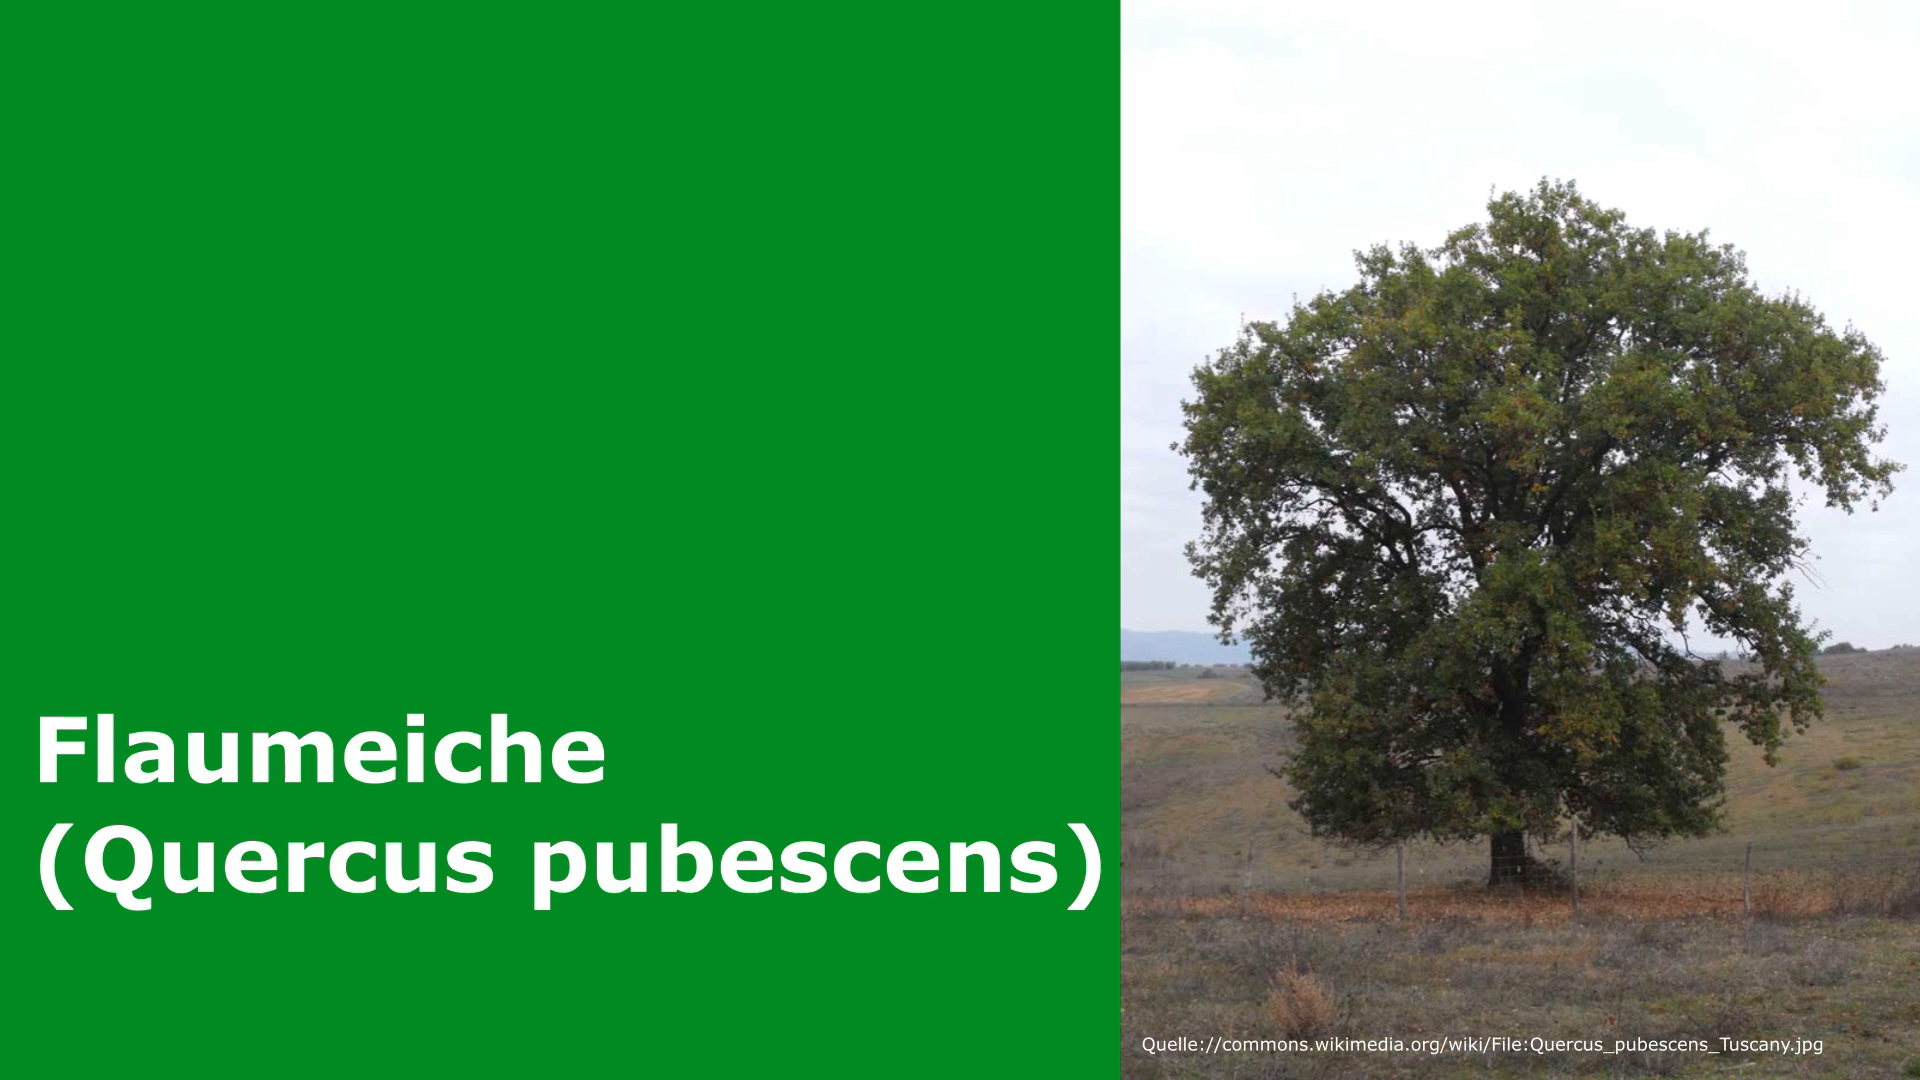 Flaumeiche
(Quercus pubescens)
Quelle://commons.wikimedia.org/wiki/File:Quercus_pubescens_Tuscany.jpg